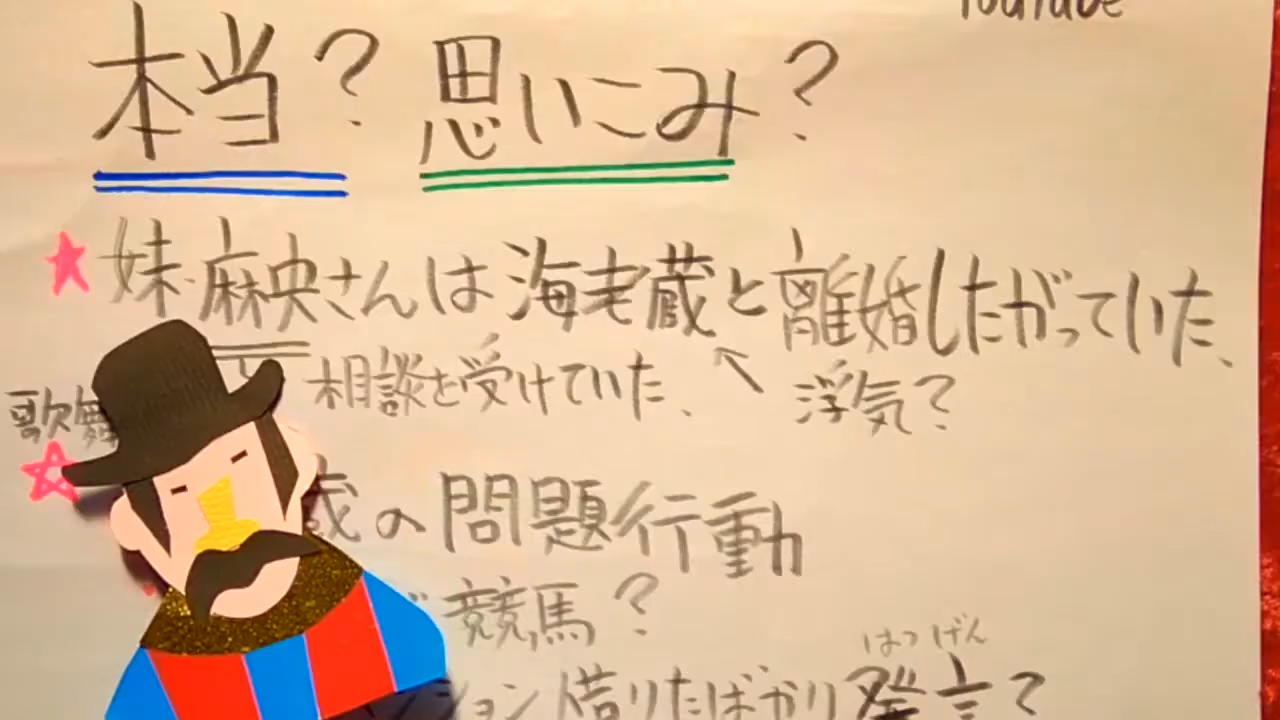 YouTube
本当? 思いこみ?
妹・麻央さんは海老蔵と離婚したがっていた、
相談を受けていた、 ↖ 浮気?
歌舞
蔵の問題行動
競馬?
はつげん
ション借りたばかり発言て